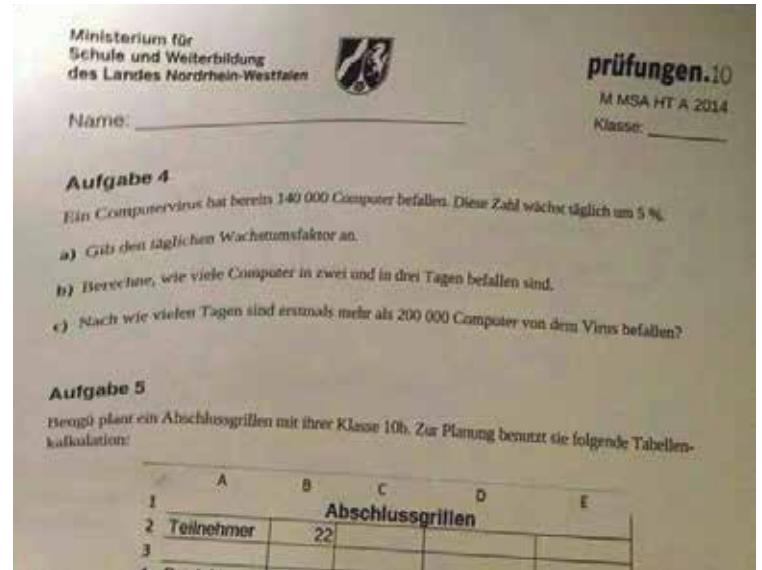 Ministerium für
Schule und Weiterbildung
des Landes Nordrhein-Westfalen
prüfungen.10
M MSA HT A 2014
Name:
Klasse:
Aufgabe 4
Ein Computervirus hat bereits 140 000 Computer befallen. Diese Zahl wächst täglich um 5 %.
a) Gib den täglichen Wachstumsfaktor an.
b) Berechne, wie viele Computer in zwei und in drei Tagen befallen sind.
c) Nach wie vielen Tagen sind erstmals mehr als 200 000 Computer von dem Virus befallen?
Aufgabe 5
Bengü plant ein Abschlussgrillen mit ihrer Klasse 10b. Zur Planung benutzt sie folgende Tabellen-
kalkulation:
A B C D E
1 Abschlussgrillen
2 Teilnehmer 22
3